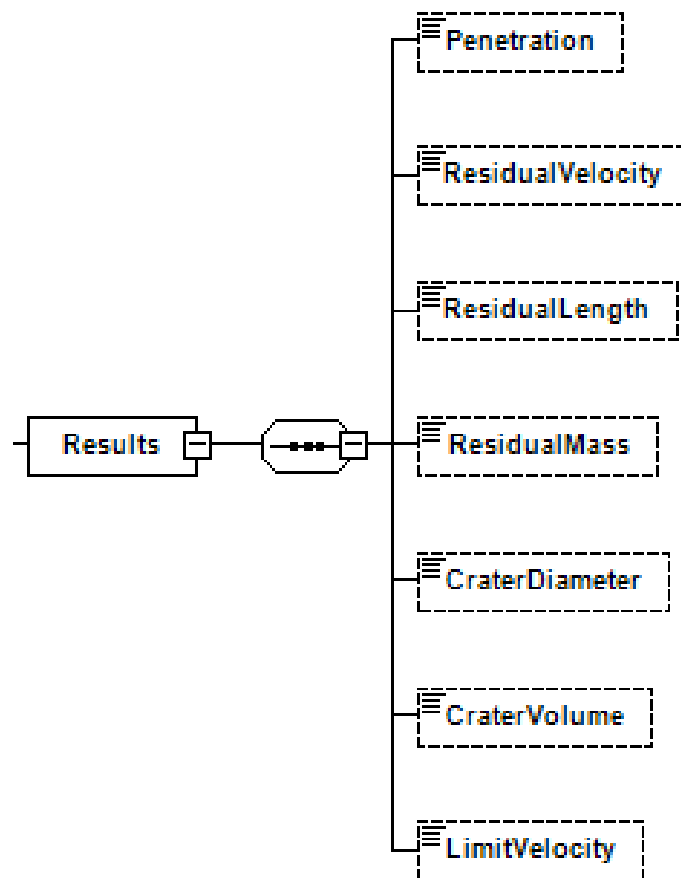 Penetration
ResidualVelocity
ResidualLength
Results
ResidualMass
CraterDiameter
CraterVolume
LimitVelocity